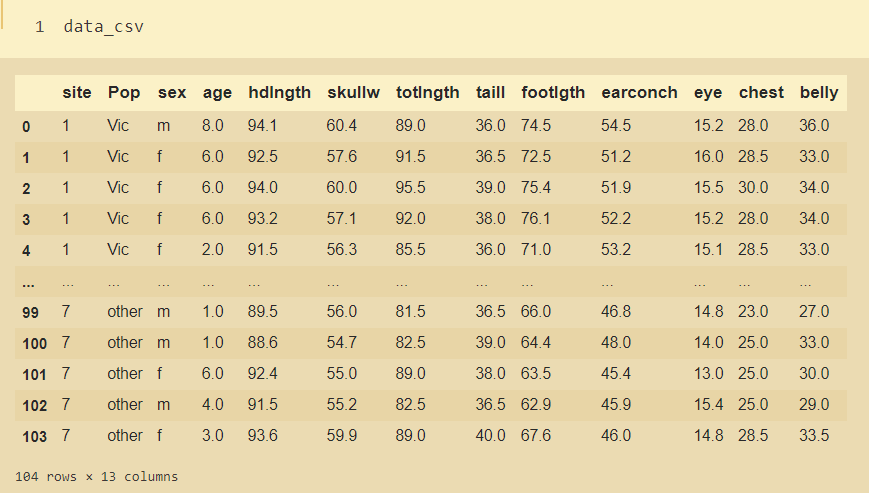 1 data_csv
site Pop sex age hdlngth skullw totlngth taill footlgth earconch eye chest belly
0 1 Vic m 8.0 94.1 60.4 89.0 36.0 74.5 54.5 15.2 28.0 36.0
1 1 Vic f 6.0 92.5 57.6 91.5 36.5 72.5 51.2 16.0 28.5 33.0
2 1 Vic f 6.0 94.0 60.0 95.5 39.0 75.4 51.9 15.5 30.0 34.0
3 1 Vic f 6.0 93.2 57.1 92.0 38.0 76.1 52.2 15.2 28.0 34.0
4 1 Vic f 2.0 91.5 56.3 85.5 36.0 71.0 53.2 15.1 28.5 33.0
... ... ... ... ... ... ... ... ... ... ... ... ... ...
99 7 other m 1.0 89.5 56.0 81.5 36.5 66.0 46.8 14.8 23.0 27.0
100 7 other m 1.0 88.6 54.7 82.5 39.0 64.4 48.0 14.0 25.0 33.0
101 7 other f 6.0 92.4 55.0 89.0 38.0 63.5 45.4 13.0 25.0 30.0
102 7 other m 4.0 91.5 55.2 82.5 36.5 62.9 45.9 15.4 25.0 29.0
103 7 other f 3.0 93.6 59.9 89.0 40.0 67.6 46.0 14.8 28.5 33.5
104 rows × 13 columns